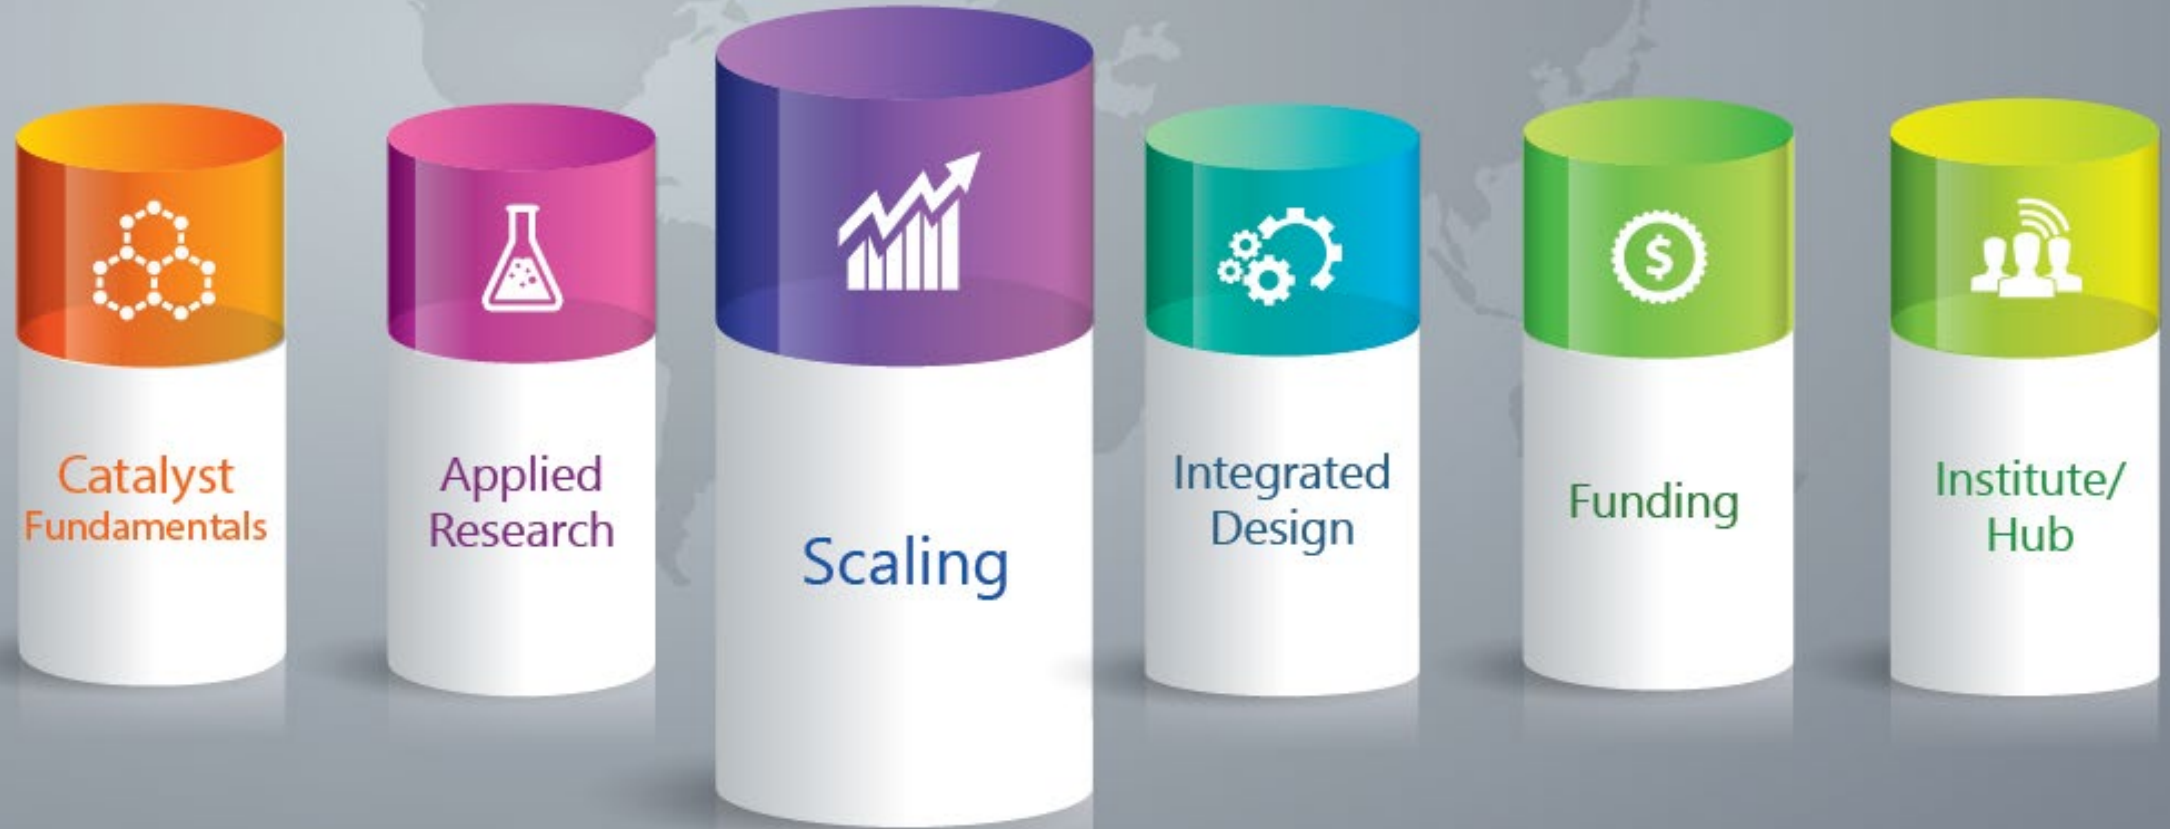 Catalyst
Fundamentals
Applied
Research
Scaling
Integrated
Design
Funding
Institute/
Hub
$